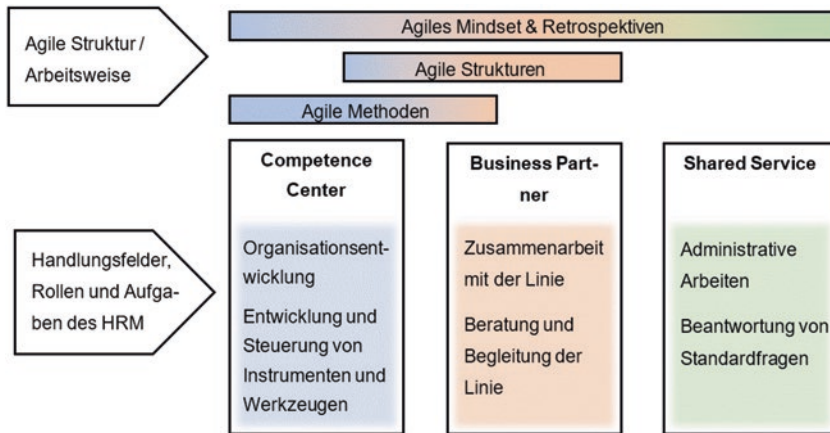 Agile Struktur /
Arbeitsweise
Agiles Mindset & Retrospektiven
Agile Strukturen
Agile Methoden
Handlungsfelder,
Rollen und Aufga-
ben des HRM
Competence
Center
Organisationsent-
wicklung
Entwicklung und
Steuerung von
Instrumenten und
Werkzeugen
Business Part-
ner
Zusammenarbeit
mit der Linie
Beratung und
Begleitung der
Linie
Shared Service
Administrative
Arbeiten
Beantwortung von
Standardfragen